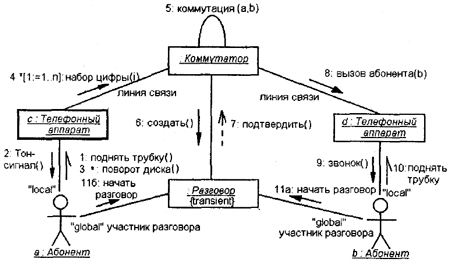 5: коммутация (a,b)
: Коммутатор
4 *[1:=1..n]:набор цифры(i)
8: вызов абонента(b)
линия связи
линия связи
c : Телефонный
аппарат
6: создать()
7: подтвердить()
d : Телефонный
аппарат
2: Тон-
сигнал()
1: поднять трубку()
3 * : поворот диска()
9: звонок()
10: поднять
трубку
"local"
11б: начать
разговор
: Разговор
{transient}
11а: начать разговор
"local"
"global" участник разговора
"global"
участник разговора
a : Абонент
b : Абонент